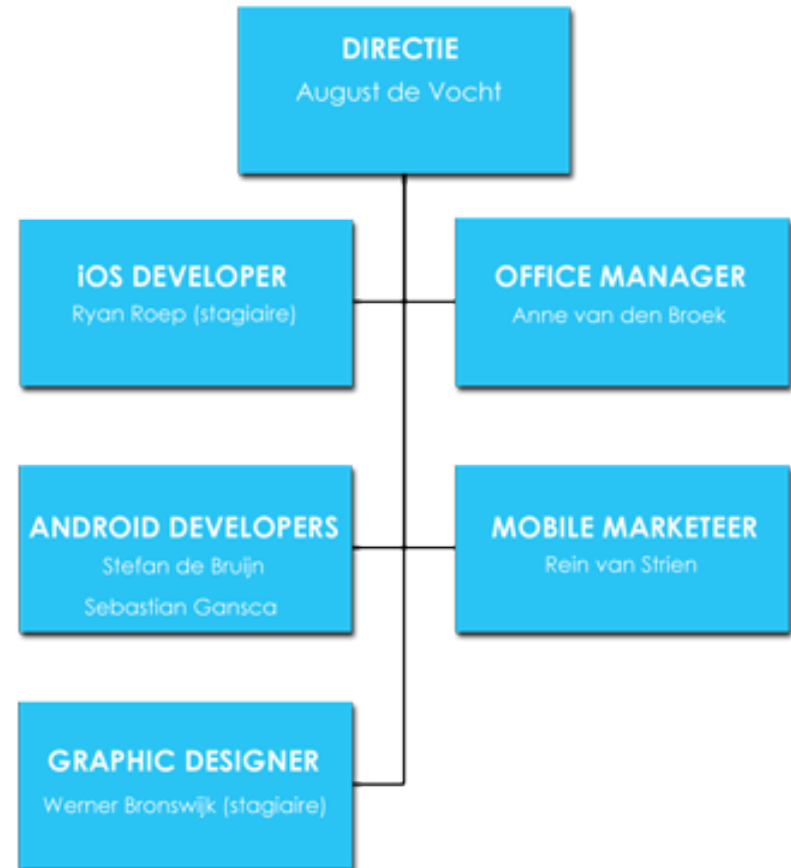 DIRECTIE
August de Vocht
iOS DEVELOPER
Ryan Roep (stagiaire)
OFFICE MANAGER
Anne van den Broek
ANDROID DEVELOPERS
Stefan de Bruijn
Sebastian Gansca
MOBILE MARKETEER
Rein van Strien
GRAPHIC DESIGNER
Werner Bronswijk (stagiaire)